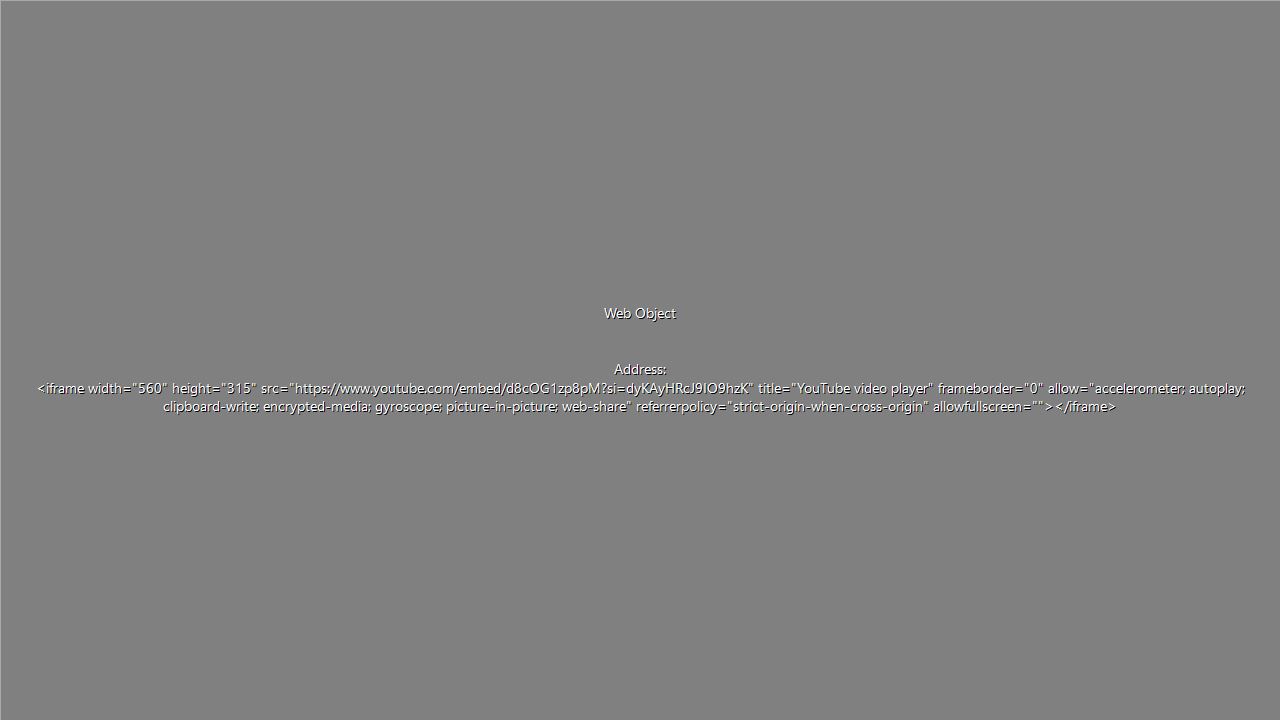 Web Object
Address:
<iframe width="560" height="315" src="https://www.youtube.com/embed/d8cOG1zp8pM?si=dyKAyHRcJ9IO9hzK" title="YouTube video player" frameborder="0" allow="accelerometer; autoplay;
clipboard-write; encrypted-media; gyroscope; picture-in-picture; web-share" referrerpolicy="strict-origin-when-cross-origin" allowfullscreen=""></iframe>